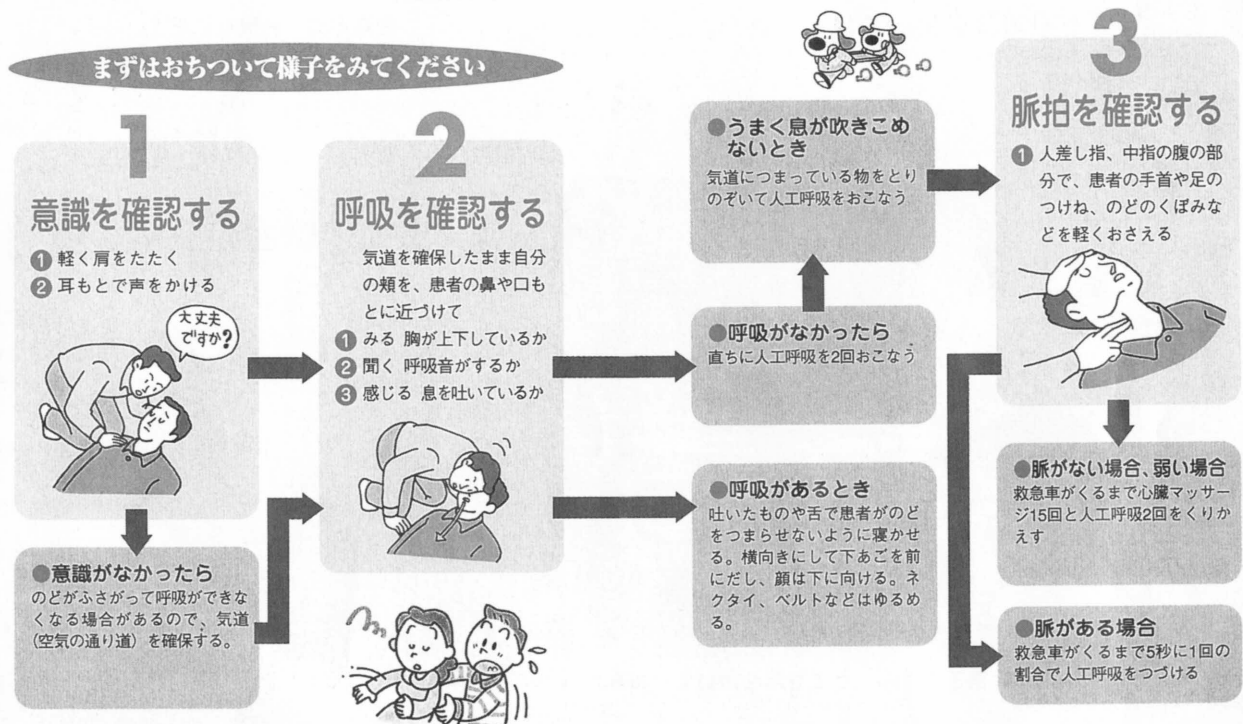 まずはおちついて様子をみてください
1
意識を確認する
❶ 軽く肩をたたく
❷ 耳もとで声をかける
大丈夫
ですか?
●意識がなかったら
のどがふさがって呼吸ができな
くなる場合があるので、気道
(空気の通り道)を確保する。
2
呼吸を確認する
気道を確保したまま自分
の頬を、患者の鼻や口も
とに近づけて
❶ みる 胸が上下しているか
❷ 聞く 呼吸音がするか
❸ 感じる 息を吐いているか
●うまく息が吹きこめ
ないとき
気道につまっている物をとり
のぞいて人工呼吸をおこなう
●呼吸がなかったら
直ちに人工呼吸を2回おこなう
●呼吸があるとき
吐いたものや舌で患者がのど
をつまらせないように寝かせ
る。横向きにして下あごを前
にだし、顔は下に向ける。ネ
クタイ、ベルトなどはゆるめ
る。
3
脈拍を確認する
❶ 人差し指、中指の腹の部
分で、患者の手首や足の
つけね、のどのくぼみな
どを軽くおさえる
●脈がない場合、弱い場合
救急車がくるまで心臓マッサー
ジ15回と人工呼吸2回をくりか
えす
●脈がある場合
救急車がくるまで5秒に1回の
割合で人工呼吸をつづける